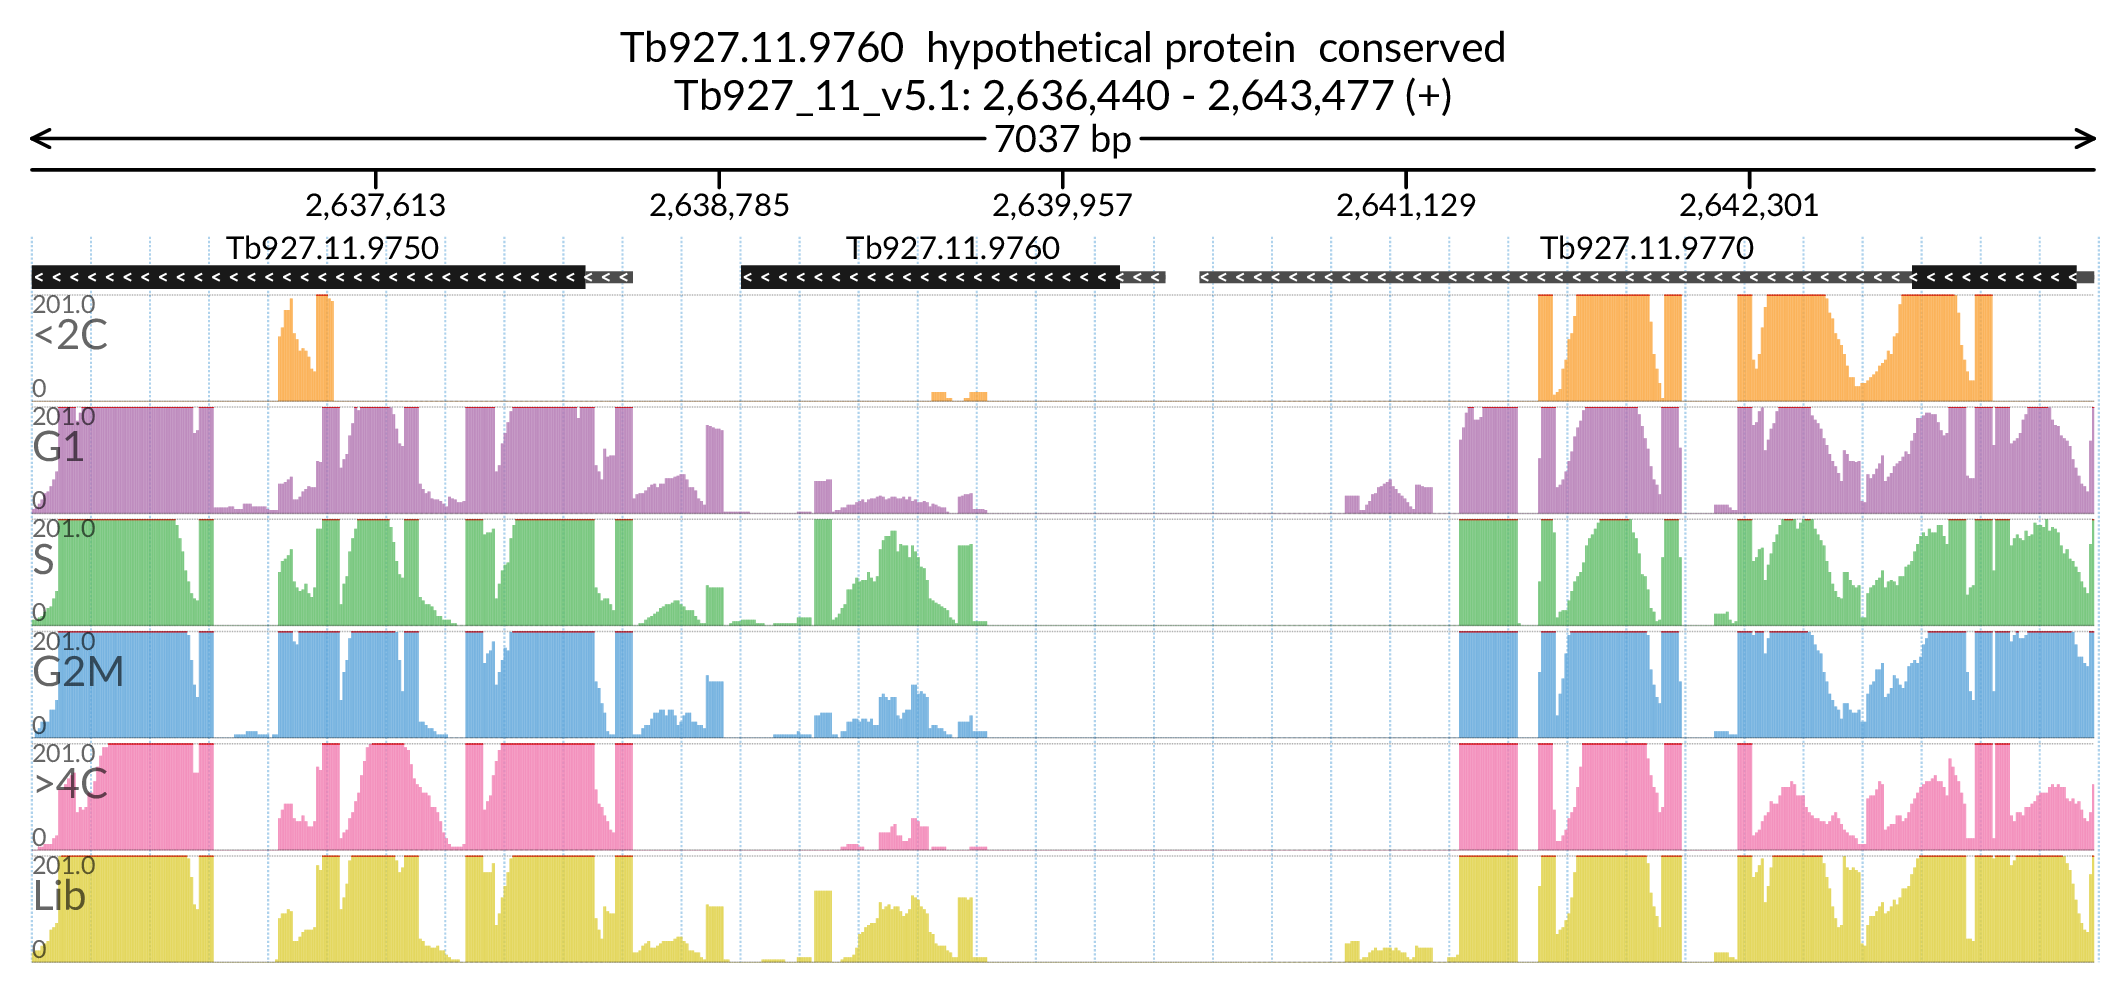 Tb927.11.9760 hypothetical protein conserved
Tb927_11_v5.1: 2,636,440 - 2,643,477 (+)
7037 bp
2,637,613 2,638,785 2,639,957 2,641,129 2,642,301
Tb927.11.9750 Tb927.11.9760 Tb927.11.9770
201.0
<2C
0
201.0
G1
0
201.0
S
0
201.0
G2M
0
201.0
>4C
0
201.0
Lib
0